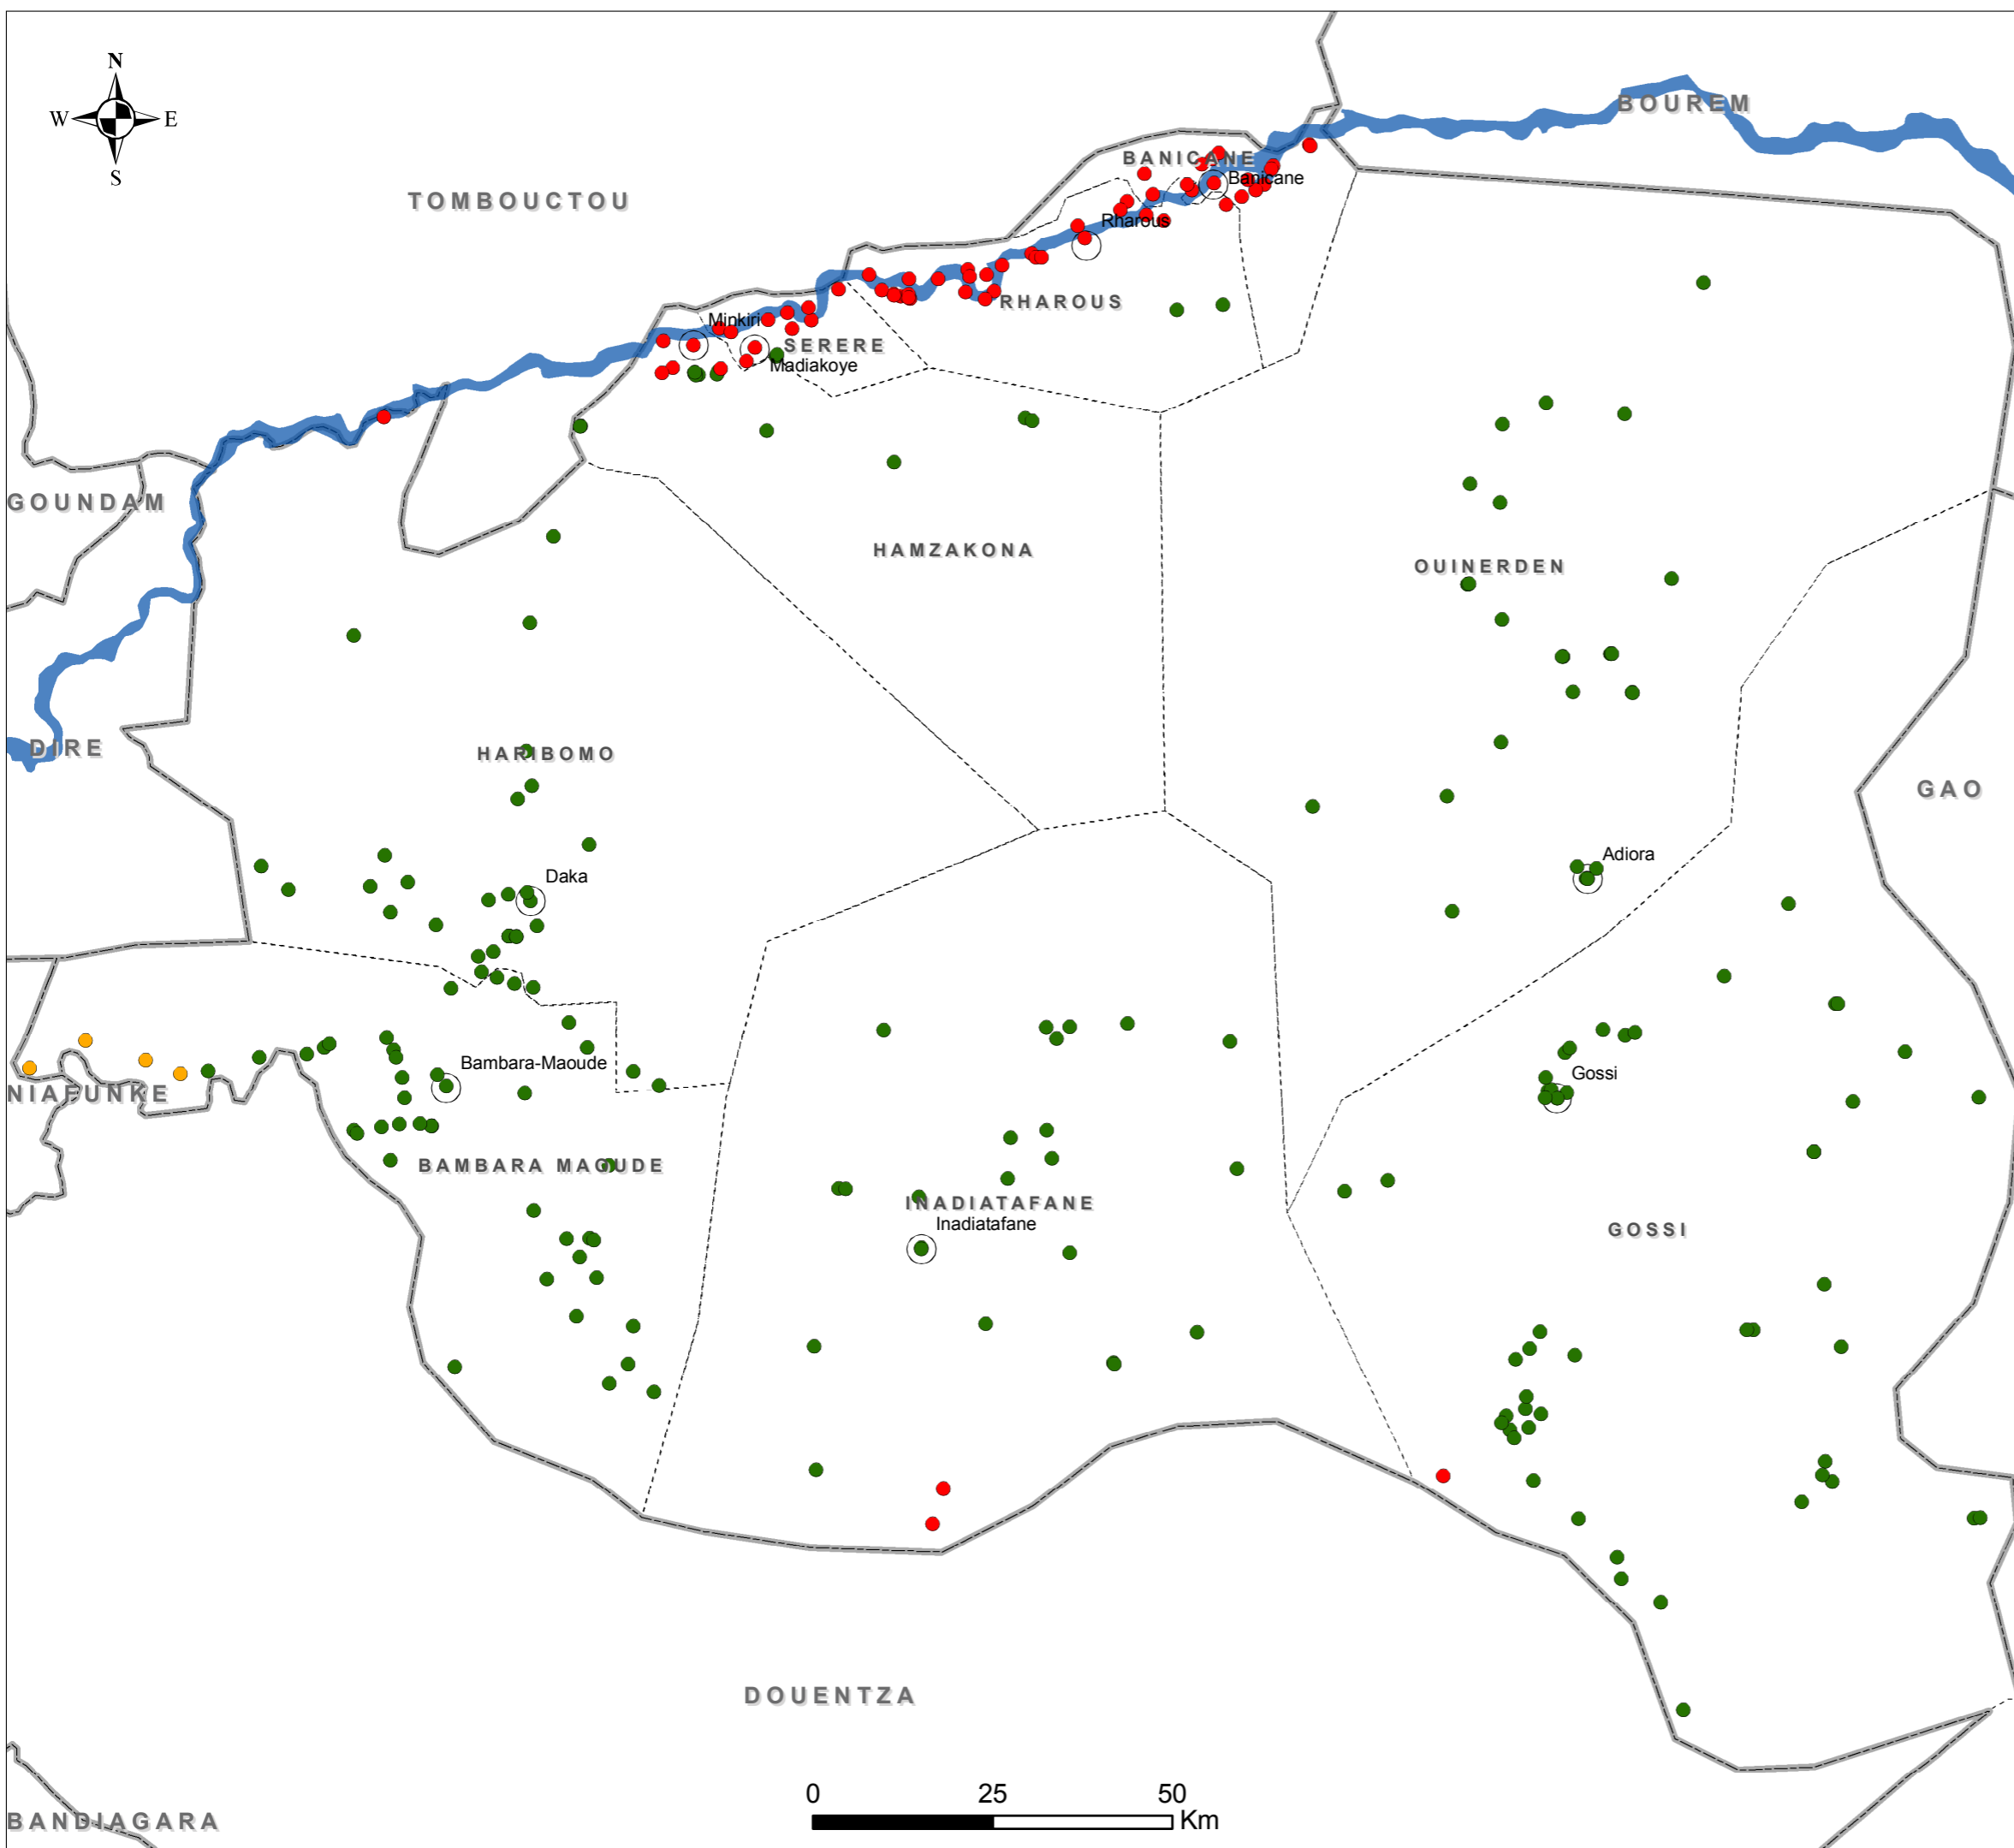 N
W E
S
BOUREM
TOMBOUCTOU
BANICANE
Banicane
Rharous
RHAROUS
Minkiri
SERERE
Madiakoye
GOUNDAM
HAMZAKONA
OUINERDEN
DIRE
HARIBOMO
GAO
Adiora
Daka
Bambara-Maoude
Gossi
NIAFUNKE
BAMBARA MAOUDE
INADIATAFANE
Inadiatafane
GOSSI
DOUENTZA
0 25 50
Km
BANDIAGARA